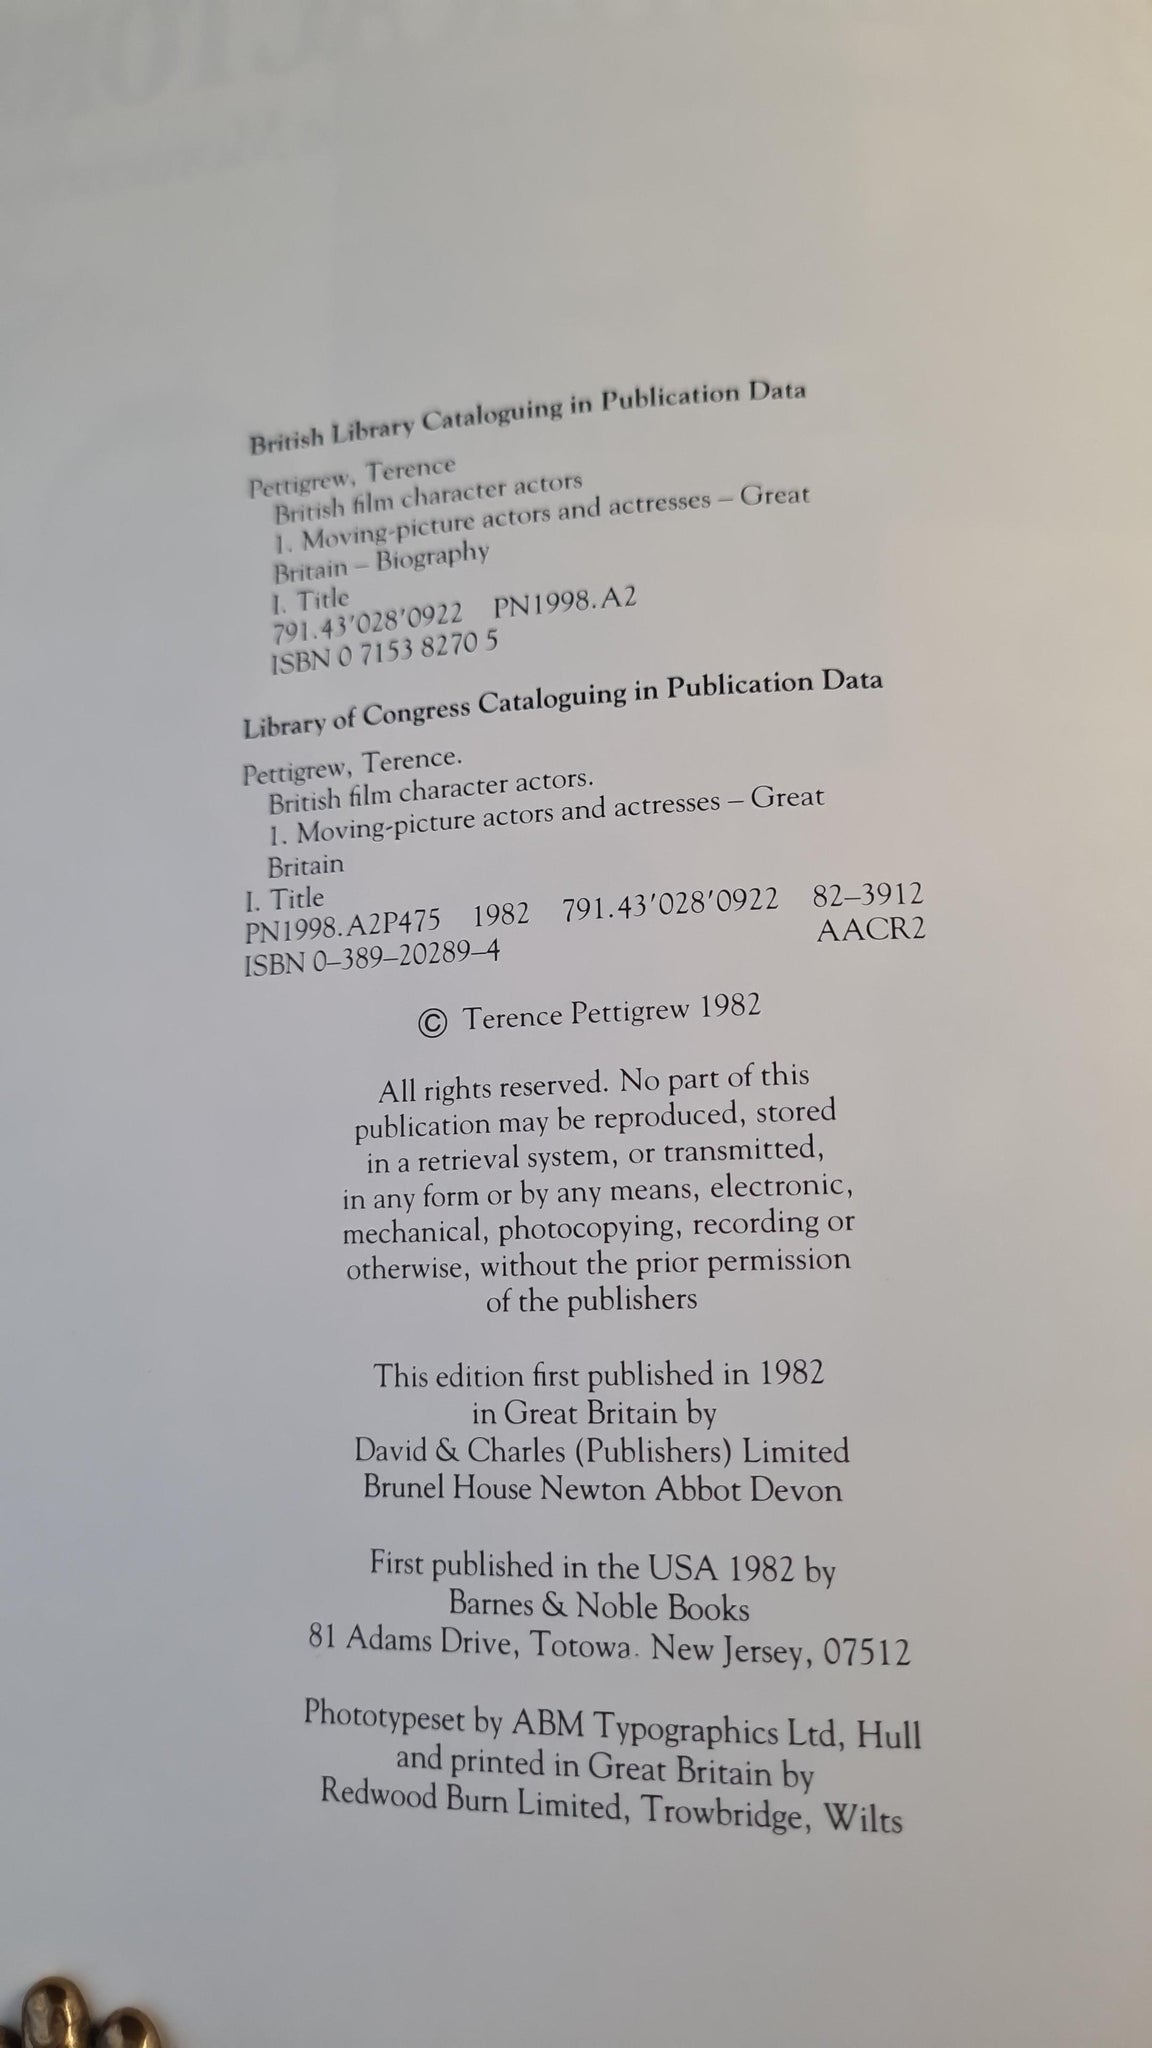 British Library Cataloguing in Publication Data
Pettigrew, Terence
British film character actors
1. Moving-picture actors and actresses – Great
Britain – Biography
I. Title
791.43'028'0922 PN1998.A2
ISBN 0 7153 8270 5
Library of Congress Cataloguing in Publication Data
Pettigrew, Terence.
British film character actors.
1. Moving-picture actors and actresses – Great
Britain
I. Title
PN1998.A2P475 1982 791.43'028'0922 82–3912
ISBN 0–389–20289–4 AACR2
© Terence Pettigrew 1982
All rights reserved. No part of this
publication may be reproduced, stored
in a retrieval system, or transmitted,
in any form or by any means, electronic,
mechanical, photocopying, recording or
otherwise, without the prior permission
of the publishers
This edition first published in 1982
in Great Britain by
David & Charles (Publishers) Limited
Brunel House Newton Abbot Devon
First published in the USA 1982 by
Barnes & Noble Books
81 Adams Drive, Totowa. New Jersey, 07512
Phototypeset by ABM Typographics Ltd, Hull
and printed in Great Britain by
Redwood Burn Limited, Trowbridge, Wilts